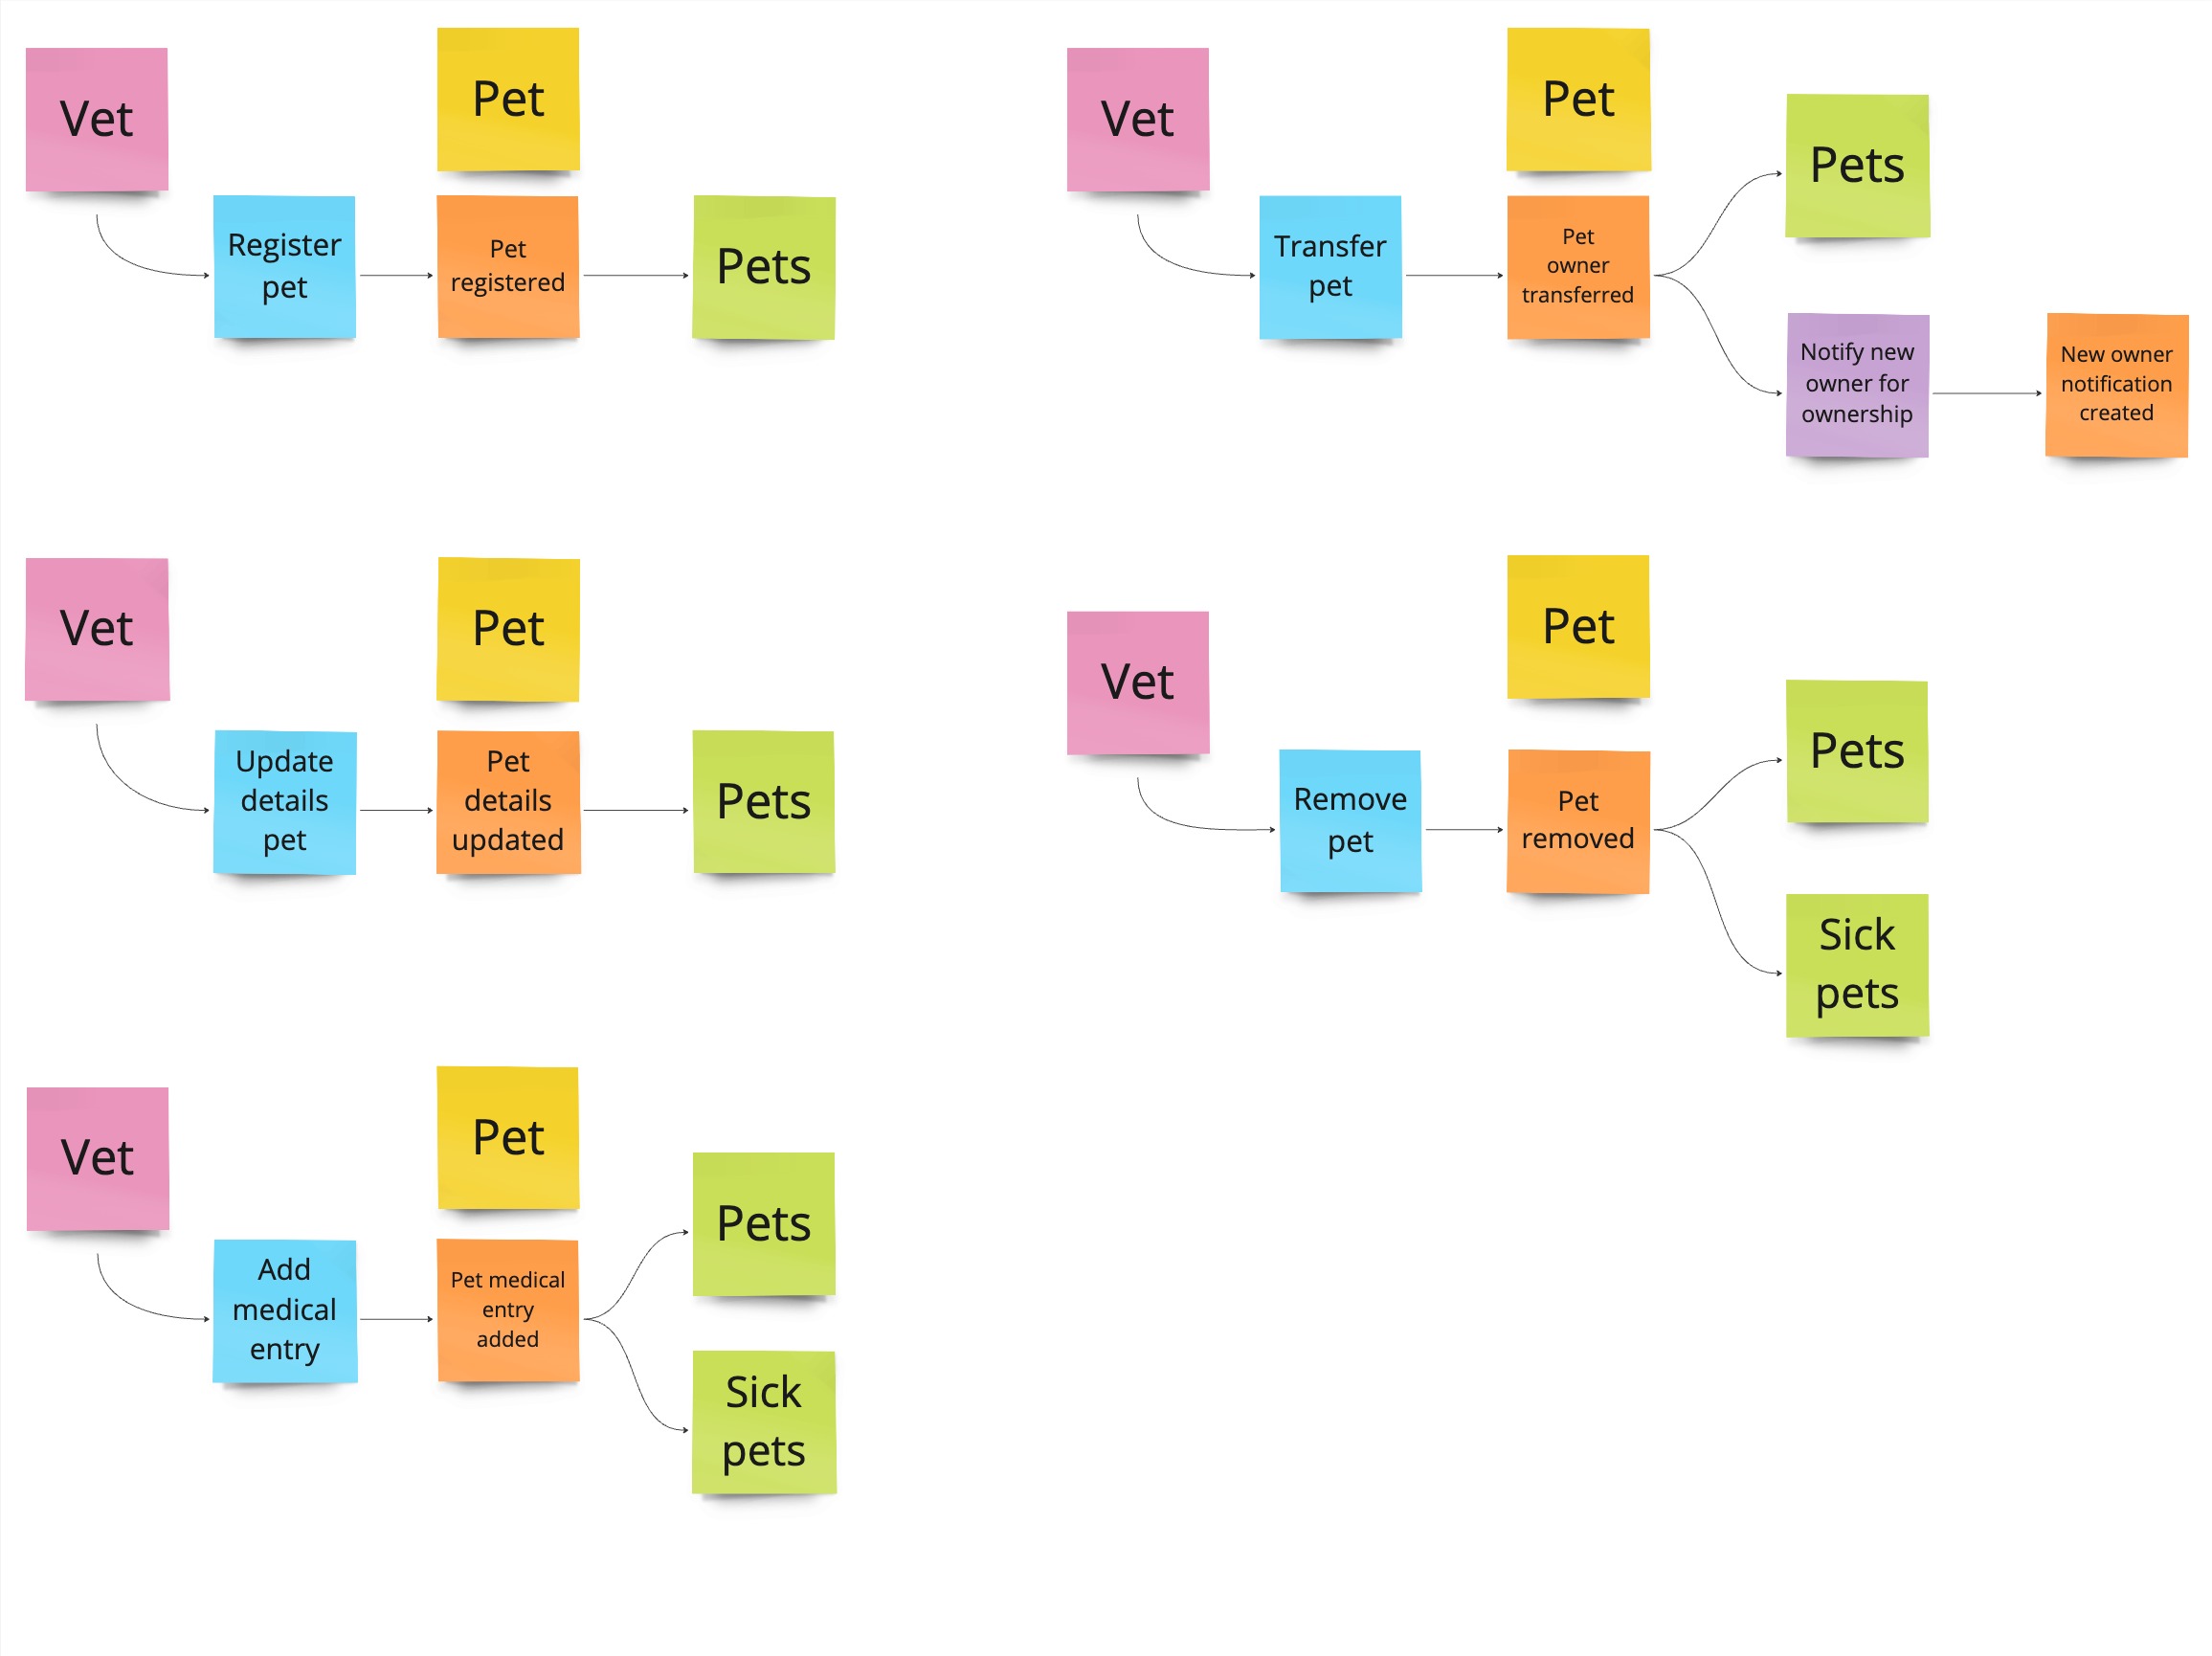 Vet
Pet
Register
pet
Pet
registered
Pets
Vet
Pet
Transfer
pet
Pet
owner
transferred
Pets
Notify new
owner for
ownership
New owner
notification
created
Vet
Pet
Update
details
pet
Pet
details
updated
Pets
Vet
Pet
Remove
pet
Pet
removed
Pets
Sick
pets
Vet
Pet
Add
medical
entry
Pet medical
entry
added
Pets
Sick
pets